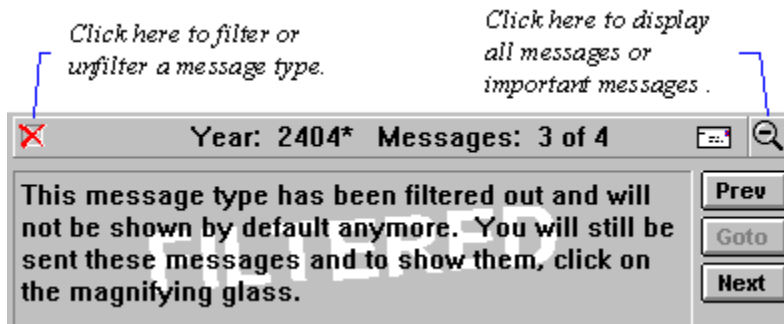 Click here to filter or
unfilter a message type.
Click here to display
all messages or
important messages .
Year: 2404* Messages: 3 of 4
This message type has been filtered out and will
not be shown by default anymore. You will still be
sent these messages and to show them, click on
the magnifying glass.
FILTERED
Prev
Goto
Next